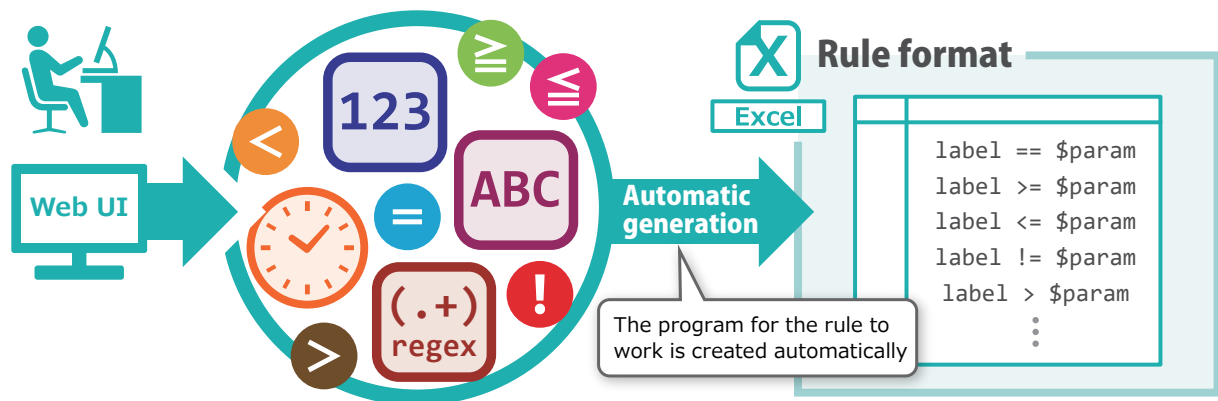 Web UI
<
123
≧
≦
ABC
=
(.+)
regex
!
>
Automatic
generation
The program for the rule to
work is created automatically
X
Excel
Rule format
label == $param
label >= $param
label <= $param
label != $param
label > $param